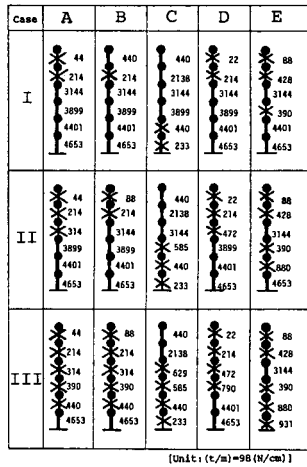 Case A B C D E
I
44 440 440 22 88
214 214 2138 214 428
3144 3144 3144 3144 3144
3899 3899 3899 3899 390
4401 4401 440 4401 4401
4653 4653 233 4653 4653
II
44 88 440 22 88
214 214 2138 214 428
314 3144 3144 472 3144
3899 3899 585 3899 390
4401 4401 440 4401 880
4653 4653 233 4653 4653
III
44 88 440 22 88
214 214 2138 214 428
314 314 629 472 3144
390 390 585 790 390
440 440 440 4401 880
4653 4653 233 4653 931
[Unit:(t/m)=98(N/cm)]